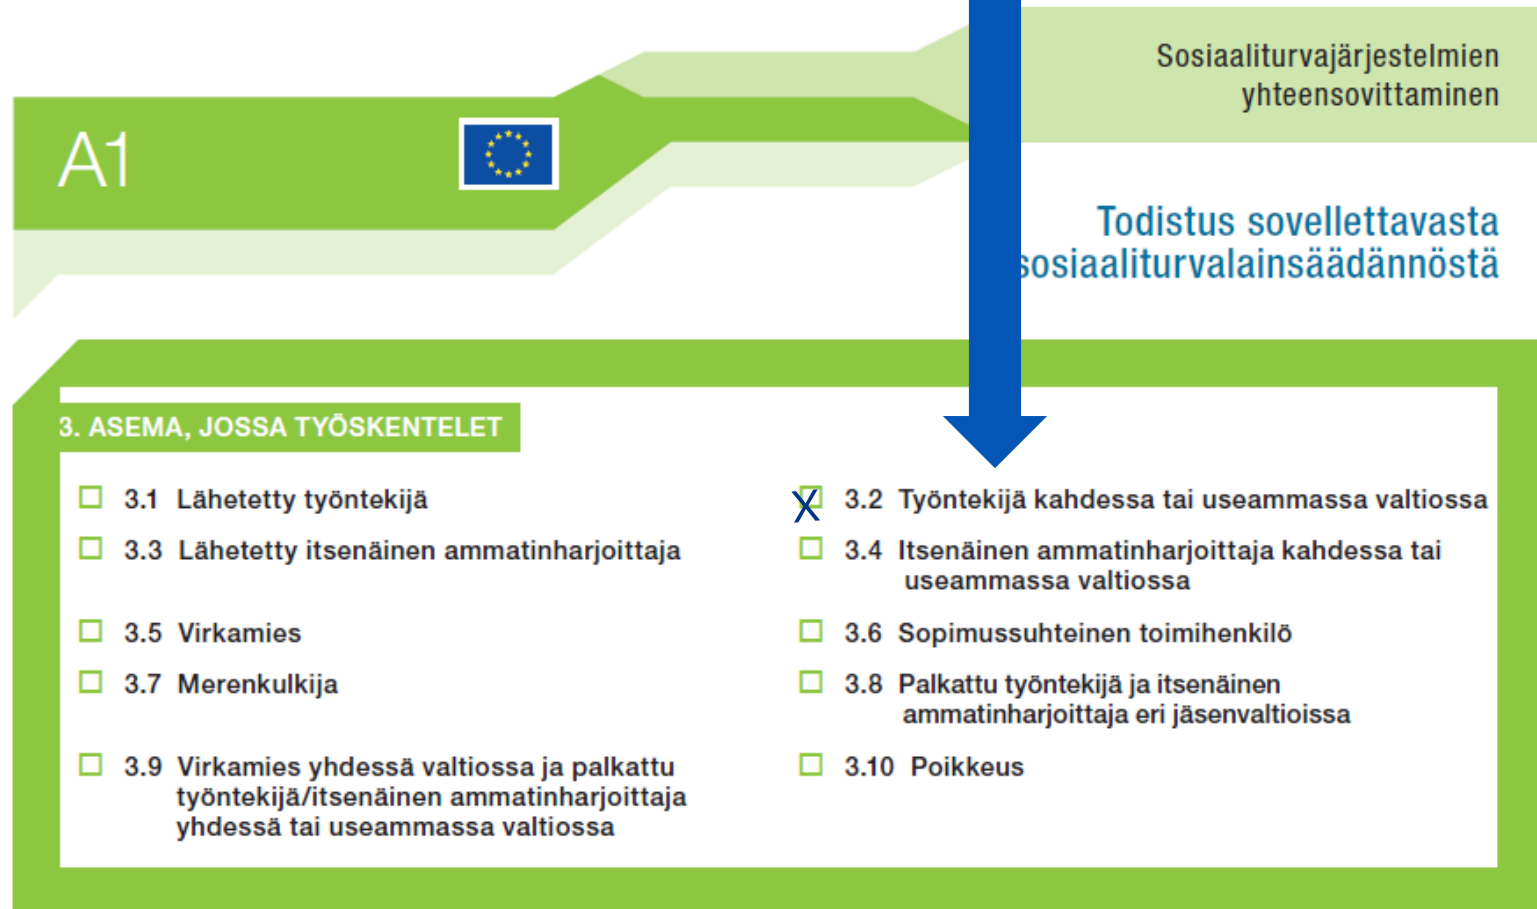 Sosiaaliturvajärjestelmien
yhteensovittaminen
A1
Todistus sovellettavasta
sosiaaliturvalainsäädännöstä
3. ASEMA, JOSSA TYÖSKENTELET
3.1 Lähetetty työntekijä
X 3.2 Työntekijä kahdessa tai useammassa valtiossa
3.3 Lähetetty itsenäinen ammatinharjoittaja
3.4 Itsenäinen ammatinharjoittaja kahdessa tai
useammassa valtiossa
3.5 Virkamies
3.6 Sopimussuhteinen toimihenkilö
3.7 Merenkulkija
3.8 Palkattu työntekijä ja itsenäinen
ammatinharjoittaja eri jäsenvaltioissa
3.9 Virkamies yhdessä valtiossa ja palkattu
työntekijä/itsenäinen ammatinharjoittaja
yhdessä tai useammassa valtiossa
3.10 Poikkeus